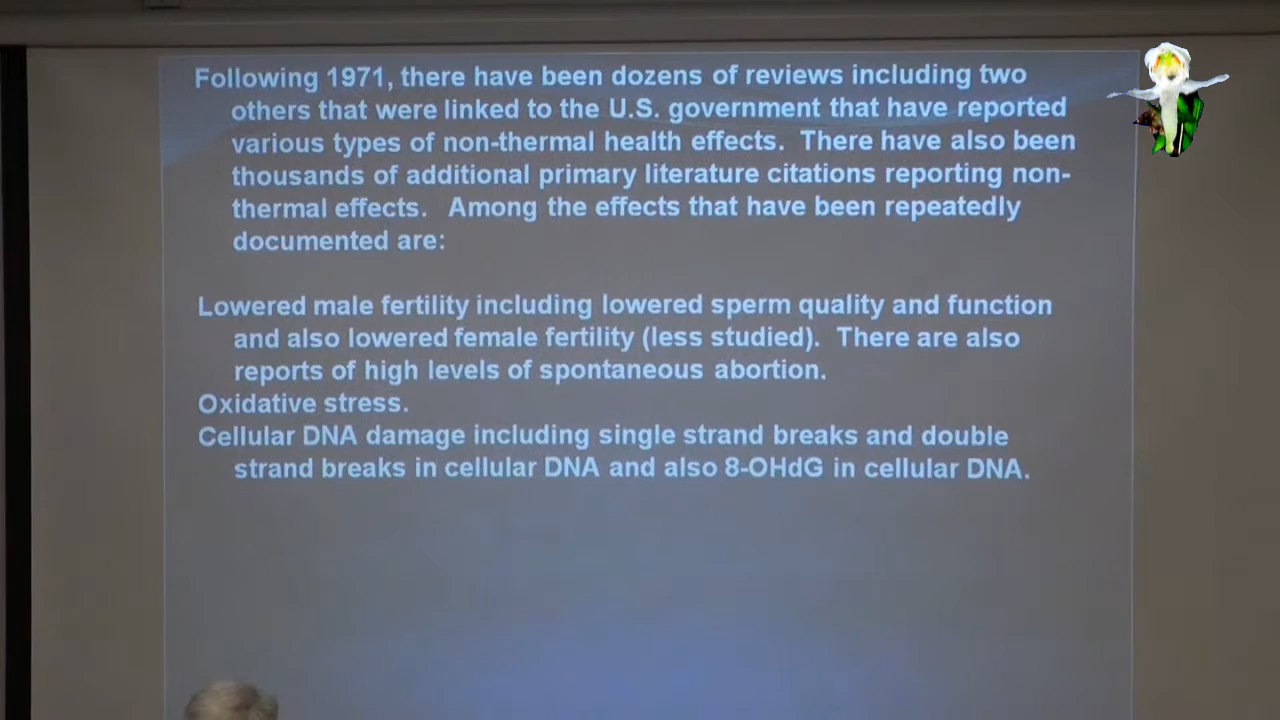 Following 1971, there have been dozens of reviews including two
others that were linked to the U.S. government that have reported
various types of non-thermal health effects.  There have also been
thousands of additional primary literature citations reporting non-
thermal effects.   Among the effects that have been repeatedly
documented are:
Lowered male fertility including lowered sperm quality and function
and also lowered female fertility (less studied).  There are also
reports of high levels of spontaneous abortion.
Oxidative stress.
Cellular DNA damage including single strand breaks and double
strand breaks in cellular DNA and also 8-OHdG in cellular DNA.